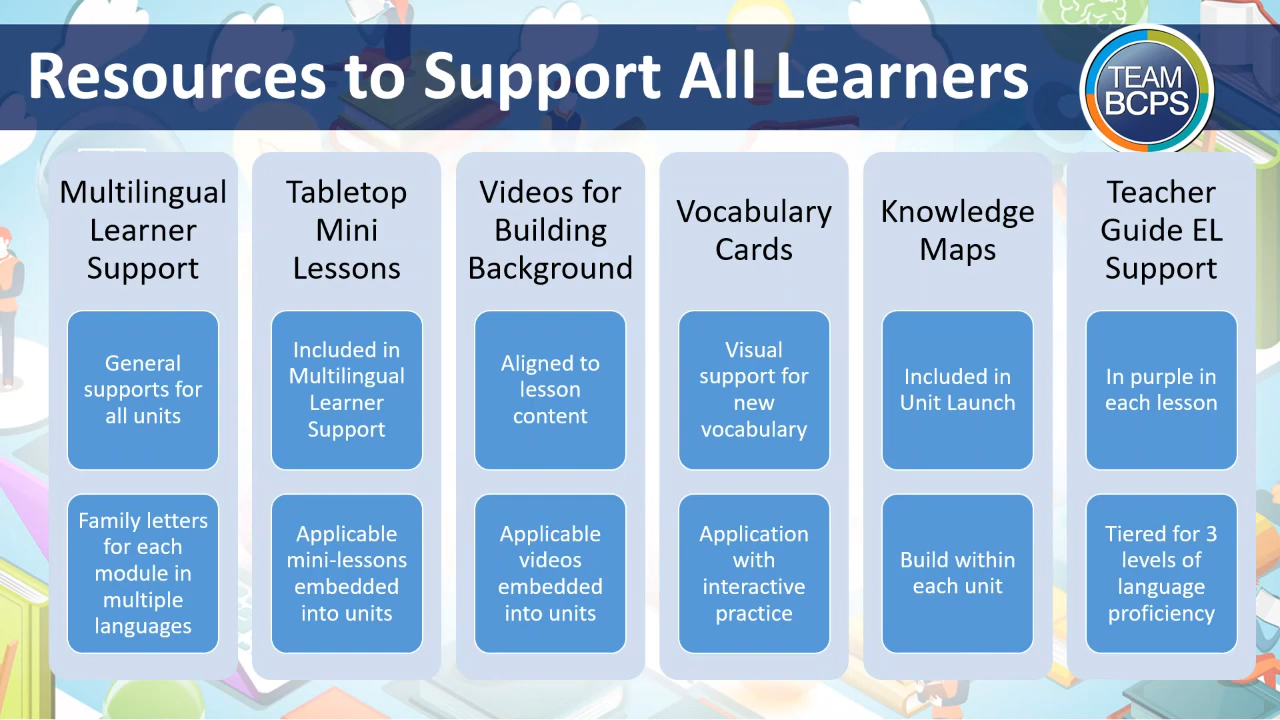 Resources to Support All Learners
TEAM
BCPS
Multilingual
Learner
Support
General
supports for
all units
Family letters
for each
module in
multiple
languages
Tabletop
Mini
Lessons
Included in
Multilingual
Learner
Support
Applicable
mini-lessons
embedded
into units
Videos for
Building
Background
Aligned to
lesson
content
Applicable
videos
embedded
into units
Vocabulary
Cards
Visual
support for
new
vocabulary
Application
with
interactive
practice
Knowledge
Maps
Included in
Unit Launch
Build within
each unit
Teacher
Guide EL
Support
In purple in
each lesson
Tiered for 3
levels of
language
proficiency